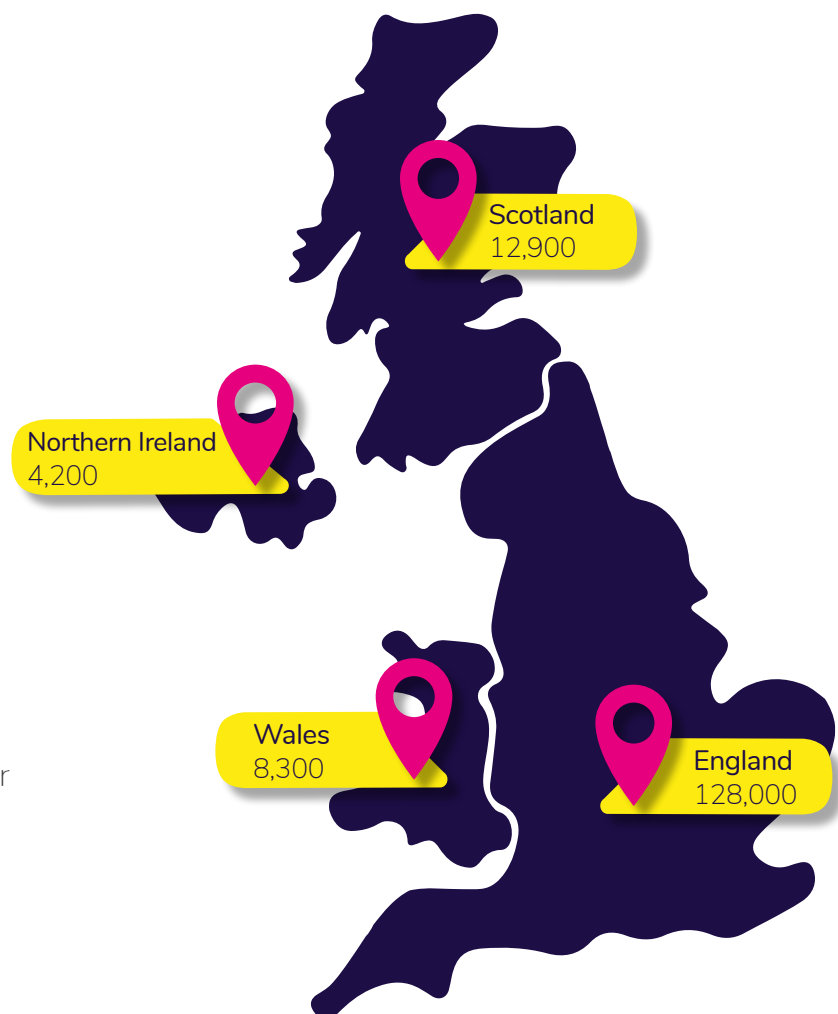 Scotland
12,900
Northern Ireland
4,200
Wales
8,300
r
England
128,000